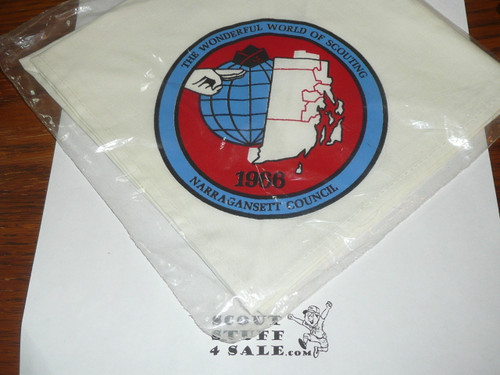 THE WONDERFUL WORLD OF SCOUTING
1966
NARRAGANSETT COUNCIL
SCOUT
STUFF
4 SALE.com